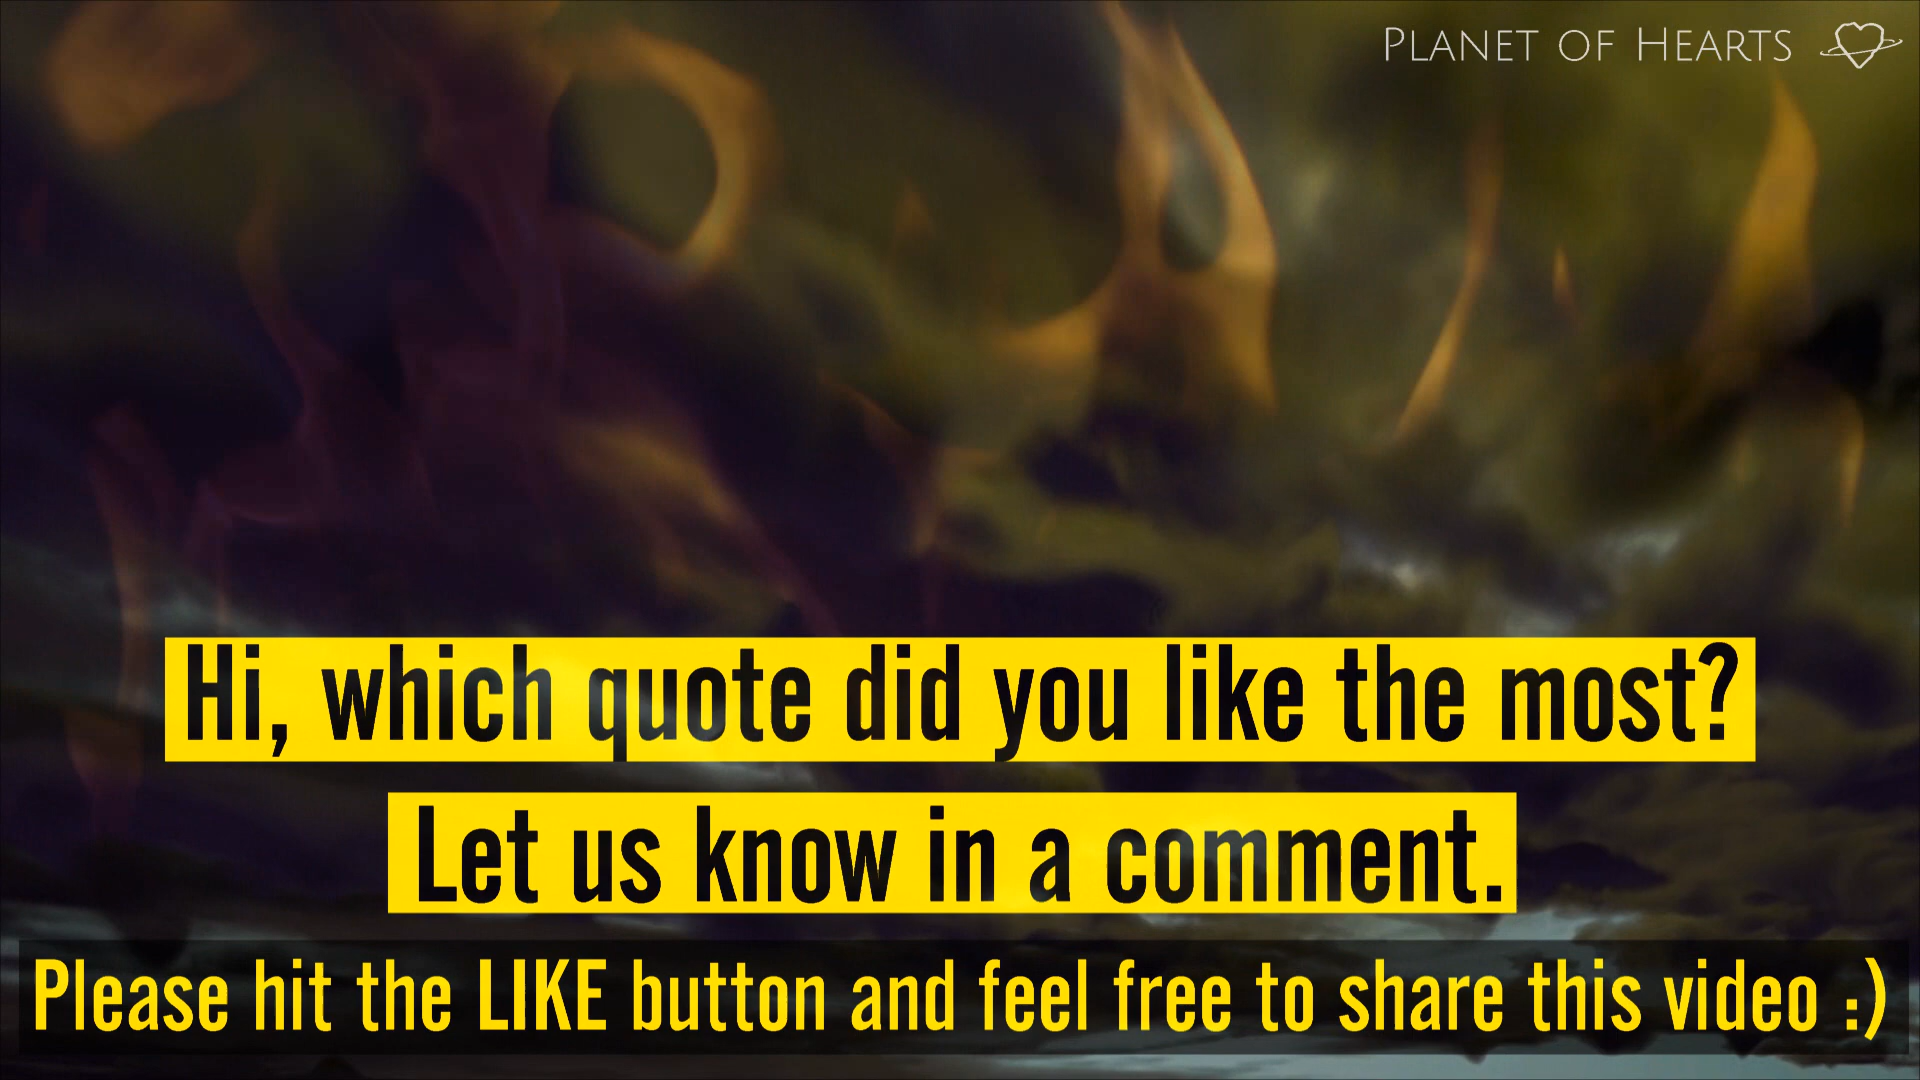 PLANET OF HEARTS
Hi, which quote did you like the most?
Let us know in a comment.
Please hit the LIKE button and feel free to share this video :)